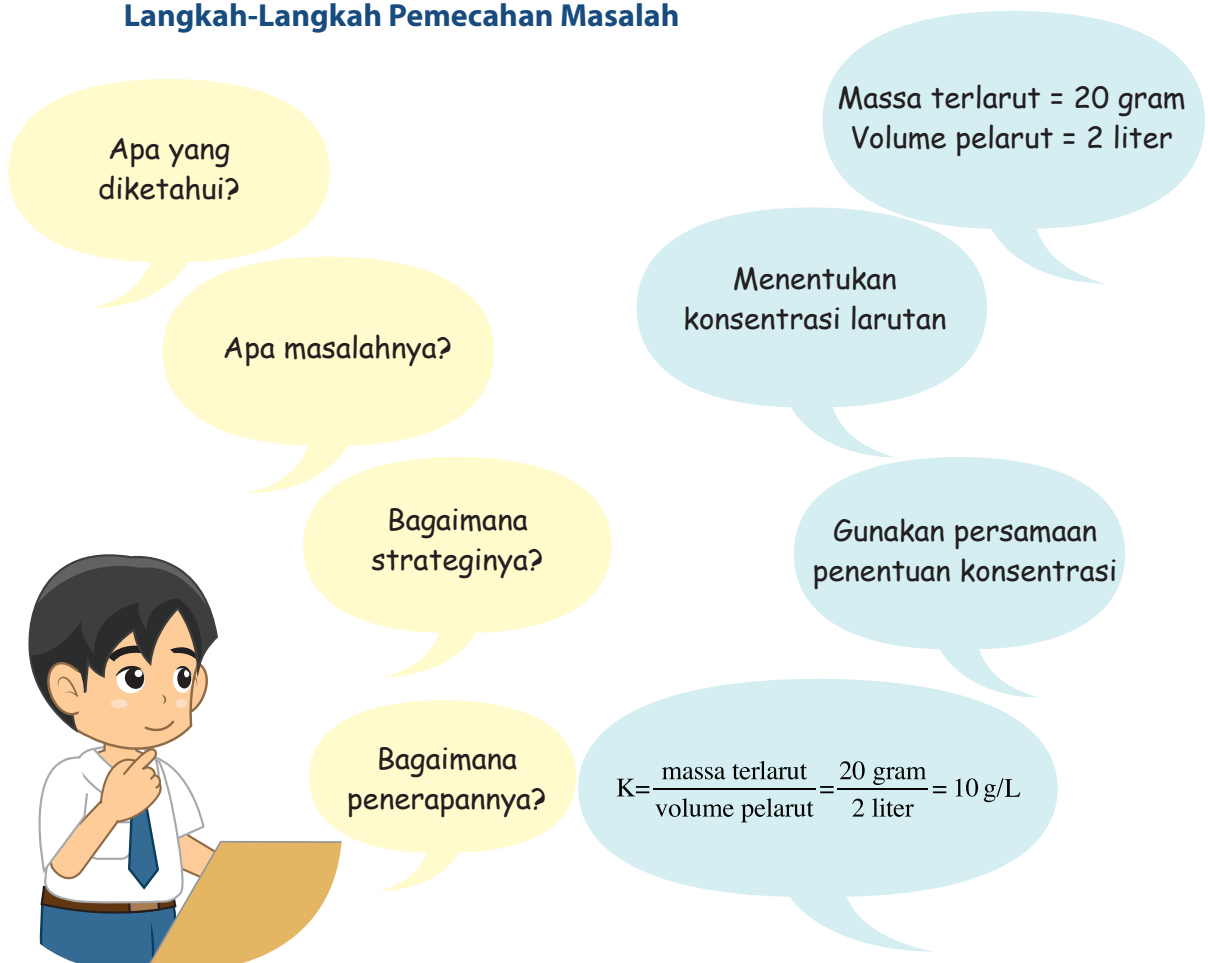 Langkah-Langkah Pemecahan Masalah
Apa yang
diketahui?
Massa terlarut = 20 gram
Volume pelarut = 2 liter
Apa masalahnya?
Menentukan
konsentrasi larutan
Bagaimana
strateginya?
Gunakan persamaan
penentuan konsentrasi
Bagaimana
penerapannya?
K= massa terlarut / volume pelarut = 20 gram / 2 liter = 10 g/L